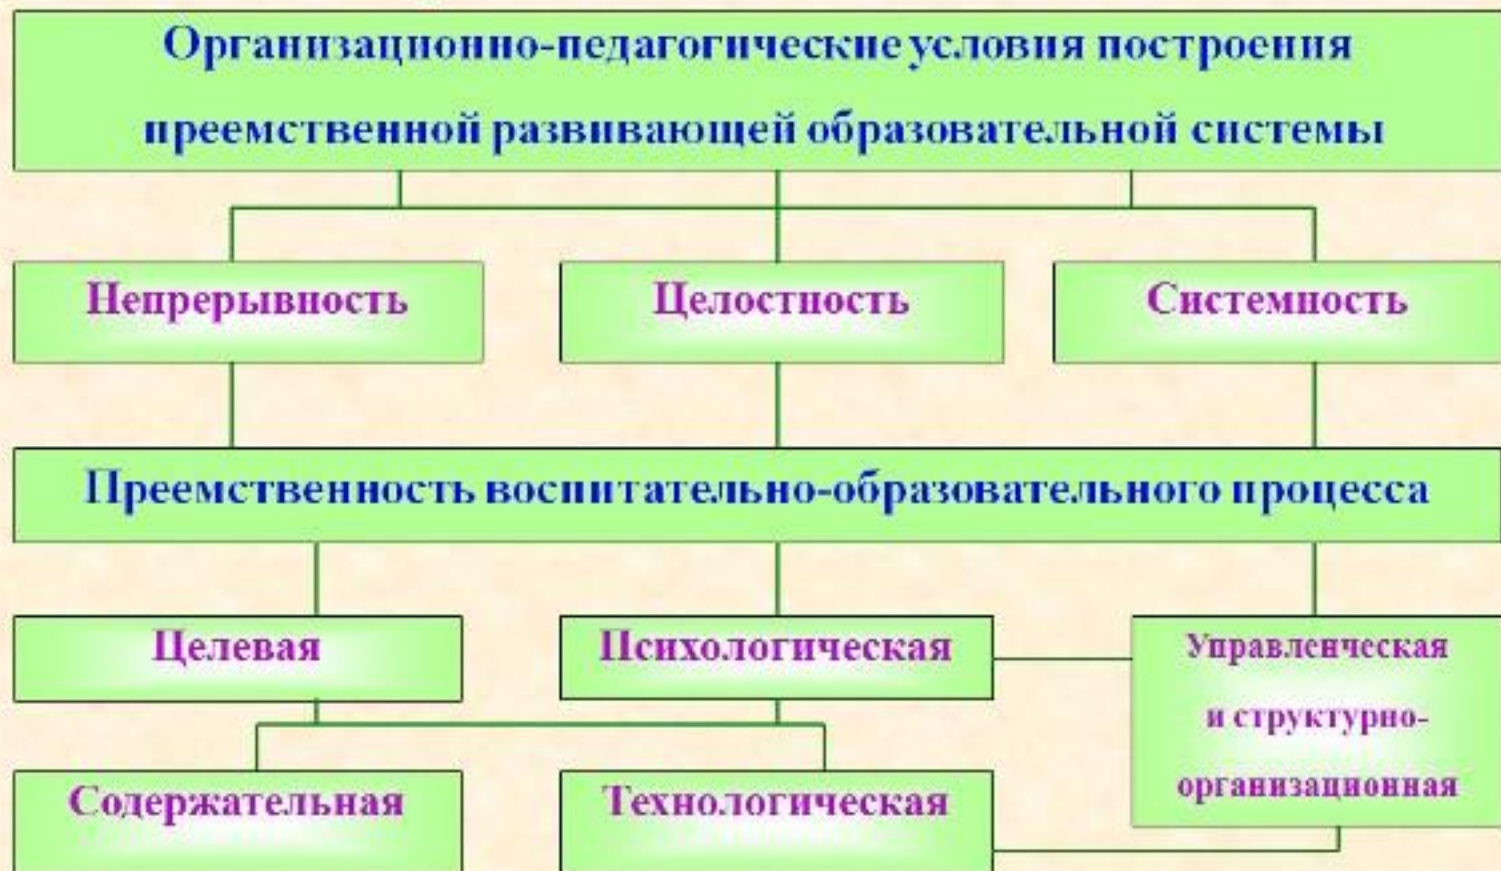 Организационно-педагогические условия построения
преемственной развивающей образовательной системы
Непрерывность
Целостность
Системность
Преемственность воспитательно-образовательного процесса
Целевая
Психологическая
Управленческая
и структурно-
организационная
Содержательная
Технологическая